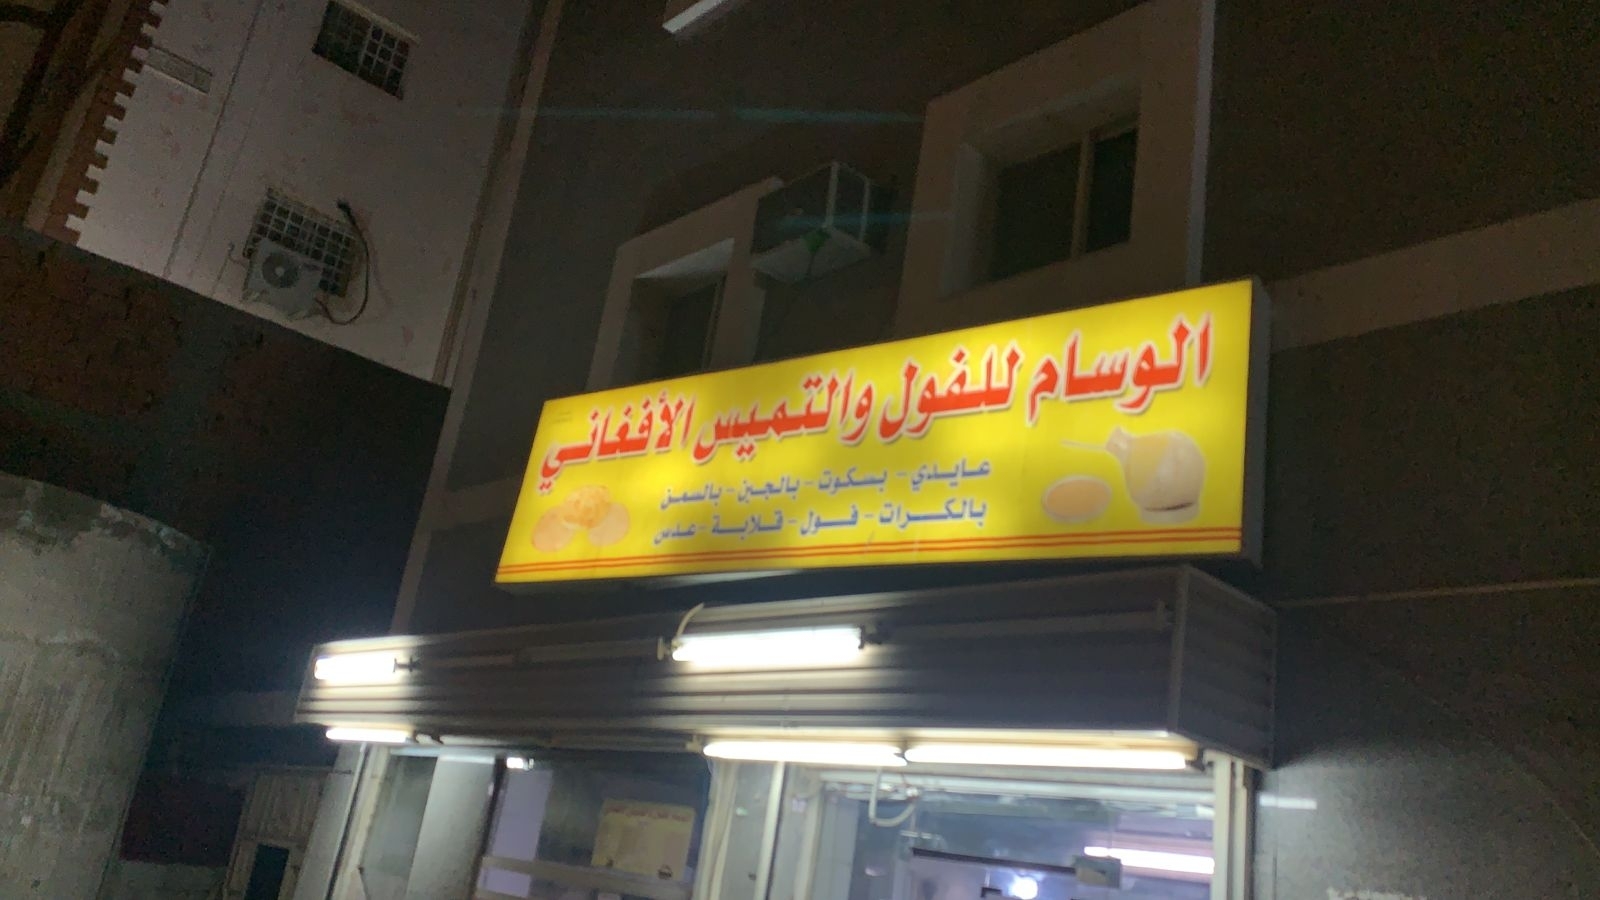 الوسام للفول والتميس الأفغاني
عايدي - بسكوت - بالجبن - بالسمن
بالكرات - فول - قلابة - عدس